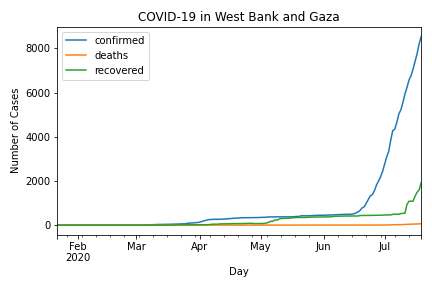 COVID-19 in West Bank and Gaza
confirmed
deaths
recovered
Number of Cases
8000
6000
4000
2000
0
Feb
2020
Mar
Apr
May
Jun
Jul
Day